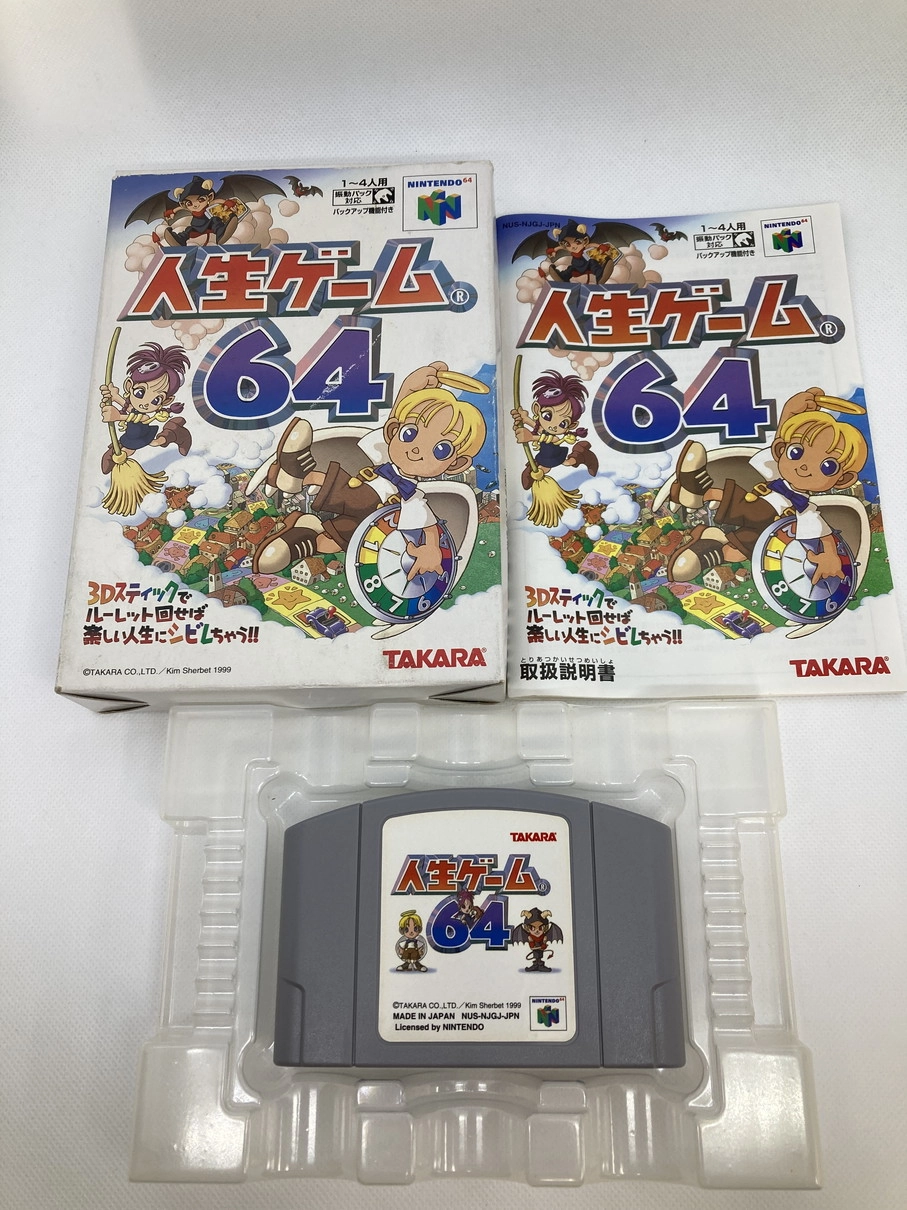 1〜4人用
振動パック
対応
バックアップ機能付き
NINTENDO64
人生ゲーム®
64
3Dスティックで
ルーレット回せば
楽しい人生にシビレちゃう!!
©TAKARA CO.,LTD./Kim Sherbet 1999
TAKARA®
NUS-NJGJ-JPN
1〜4人用
振動パック
対応
バックアップ機能付き
NINTENDO64
人生ゲーム®
64
3Dスティックで
ルーレット回せば
楽しい人生にシビレちゃう!!
とりあつかいせつめいしょ
取扱説明書
TAKARA®
TAKARA
人生ゲーム®
64
©TAKARA CO.,LTD./Kim Sherbet 1999
MADE IN JAPAN NUS-NJGJ-JPN
Licensed by NINTENDO
NINTENDO64